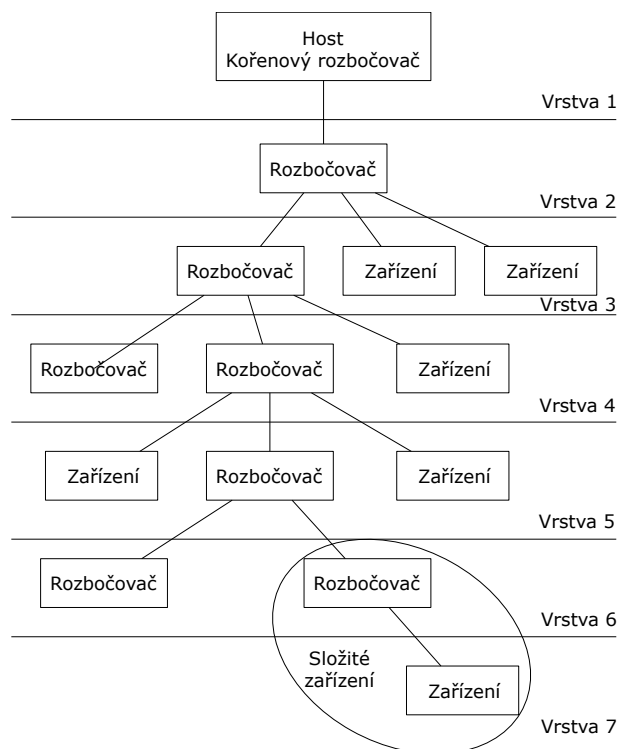 Host
Kořenový rozbočovač
Vrstva 1
Rozbočovač
Vrstva 2
Rozbočovač
Zařízení
Zařízení
Vrstva 3
Rozbočovač
Rozbočovač
Zařízení
Vrstva 4
Zařízení
Rozbočovač
Zařízení
Vrstva 5
Rozbočovač
Rozbočovač
Vrstva 6
Složité
zařízení
Zařízení
Vrstva 7